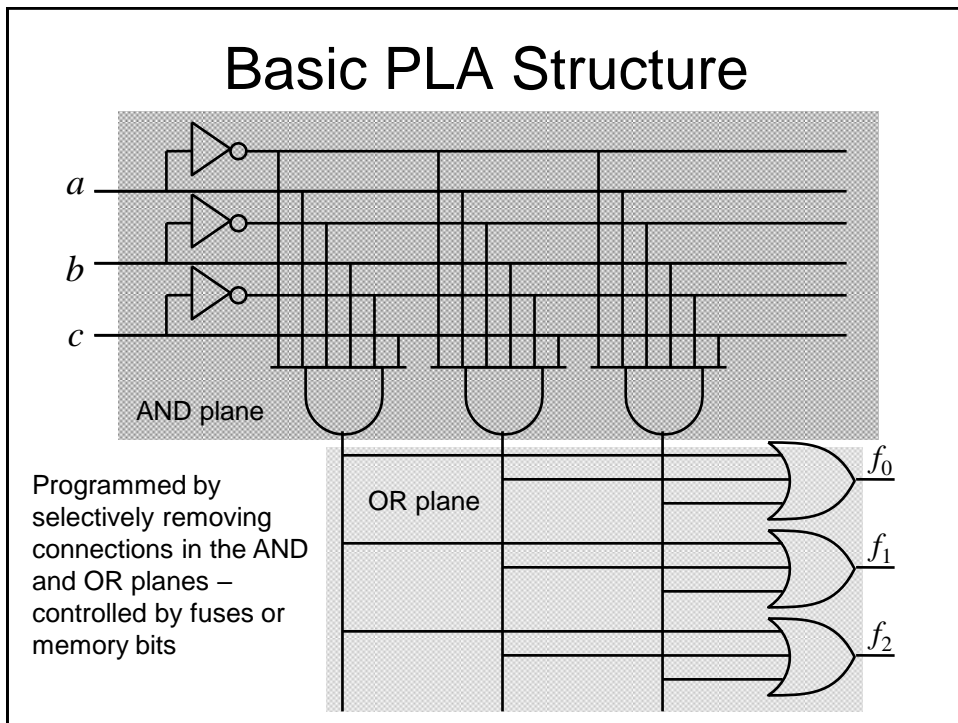 Basic PLA Structure
a
b
c
AND plane
OR plane
f0
f1
f2
Programmed by
selectively removing
connections in the AND
and OR planes –
controlled by fuses or
memory bits